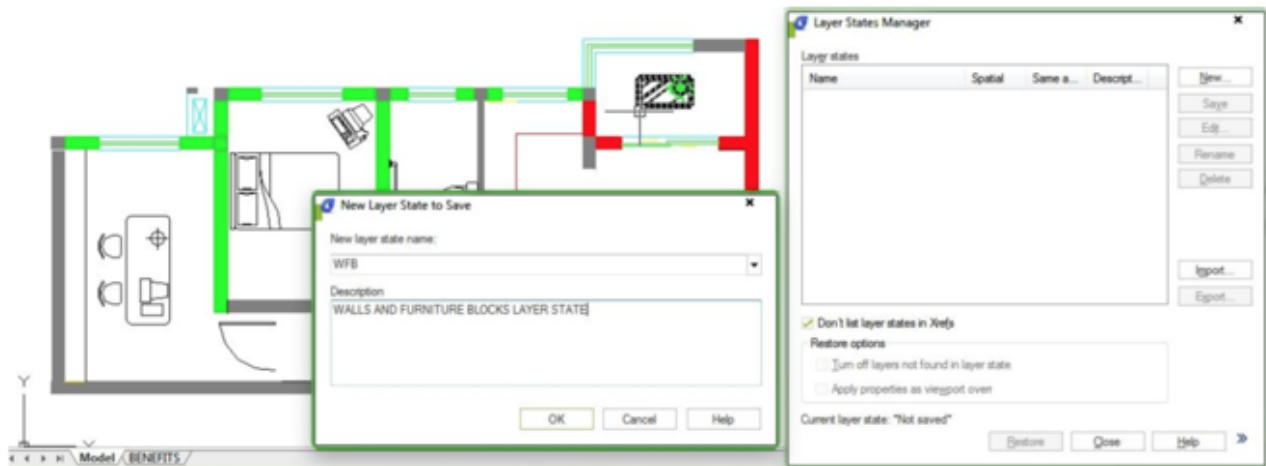 Layer States Manager
Layer states
Name Spatial Same a... Descript...
New...
Save
Edit...
Rename
Delete
Import...
Export...
Don't list layer states in Xrefs
Restore options
Turn off layers not found in layer state
Apply properties as viewport overri
Current layer state: "Not saved"
Restore Close Help
New Layer State to Save
New layer state name:
WFB
Description
WALLS AND FURNITURE BLOCKS LAYER STATE
OK Cancel Help
Y
X
Model BENEFITS